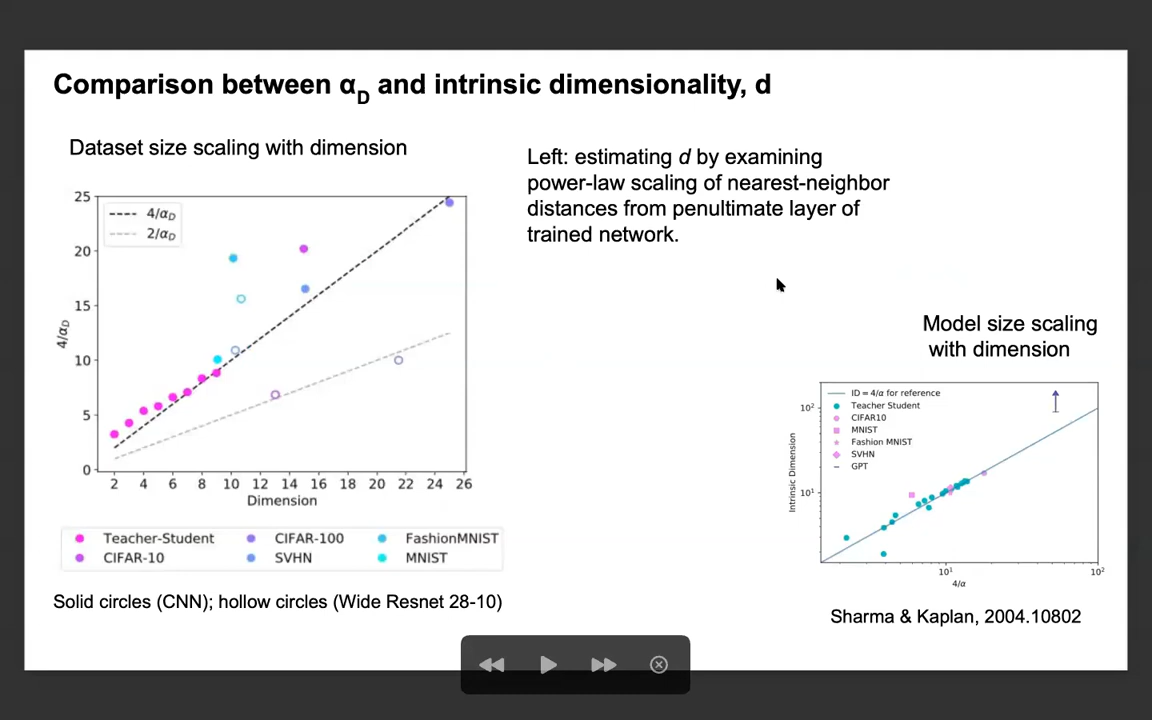 Comparison between αD and intrinsic dimensionality, d
Dataset size scaling with dimension
4/αD
25
20
15
10
5
0
4/αD
2/αD
2 4 6 8 10 12 14 16 18 20 22 24 26
Dimension
Teacher-Student CIFAR-100 FashionMNIST
CIFAR-10 SVHN MNIST
Solid circles (CNN); hollow circles (Wide Resnet 28-10)
Left: estimating d by examining
power-law scaling of nearest-neighbor
distances from penultimate layer of
trained network.
Model size scaling
with dimension
Intrinsic Dimension
10²
10¹
ID = 4/α for reference
Teacher Student
CIFAR10
MNIST
Fashion MNIST
SVHN
GPT
10¹ 10²
4/α
Sharma & Kaplan, 2004.10802